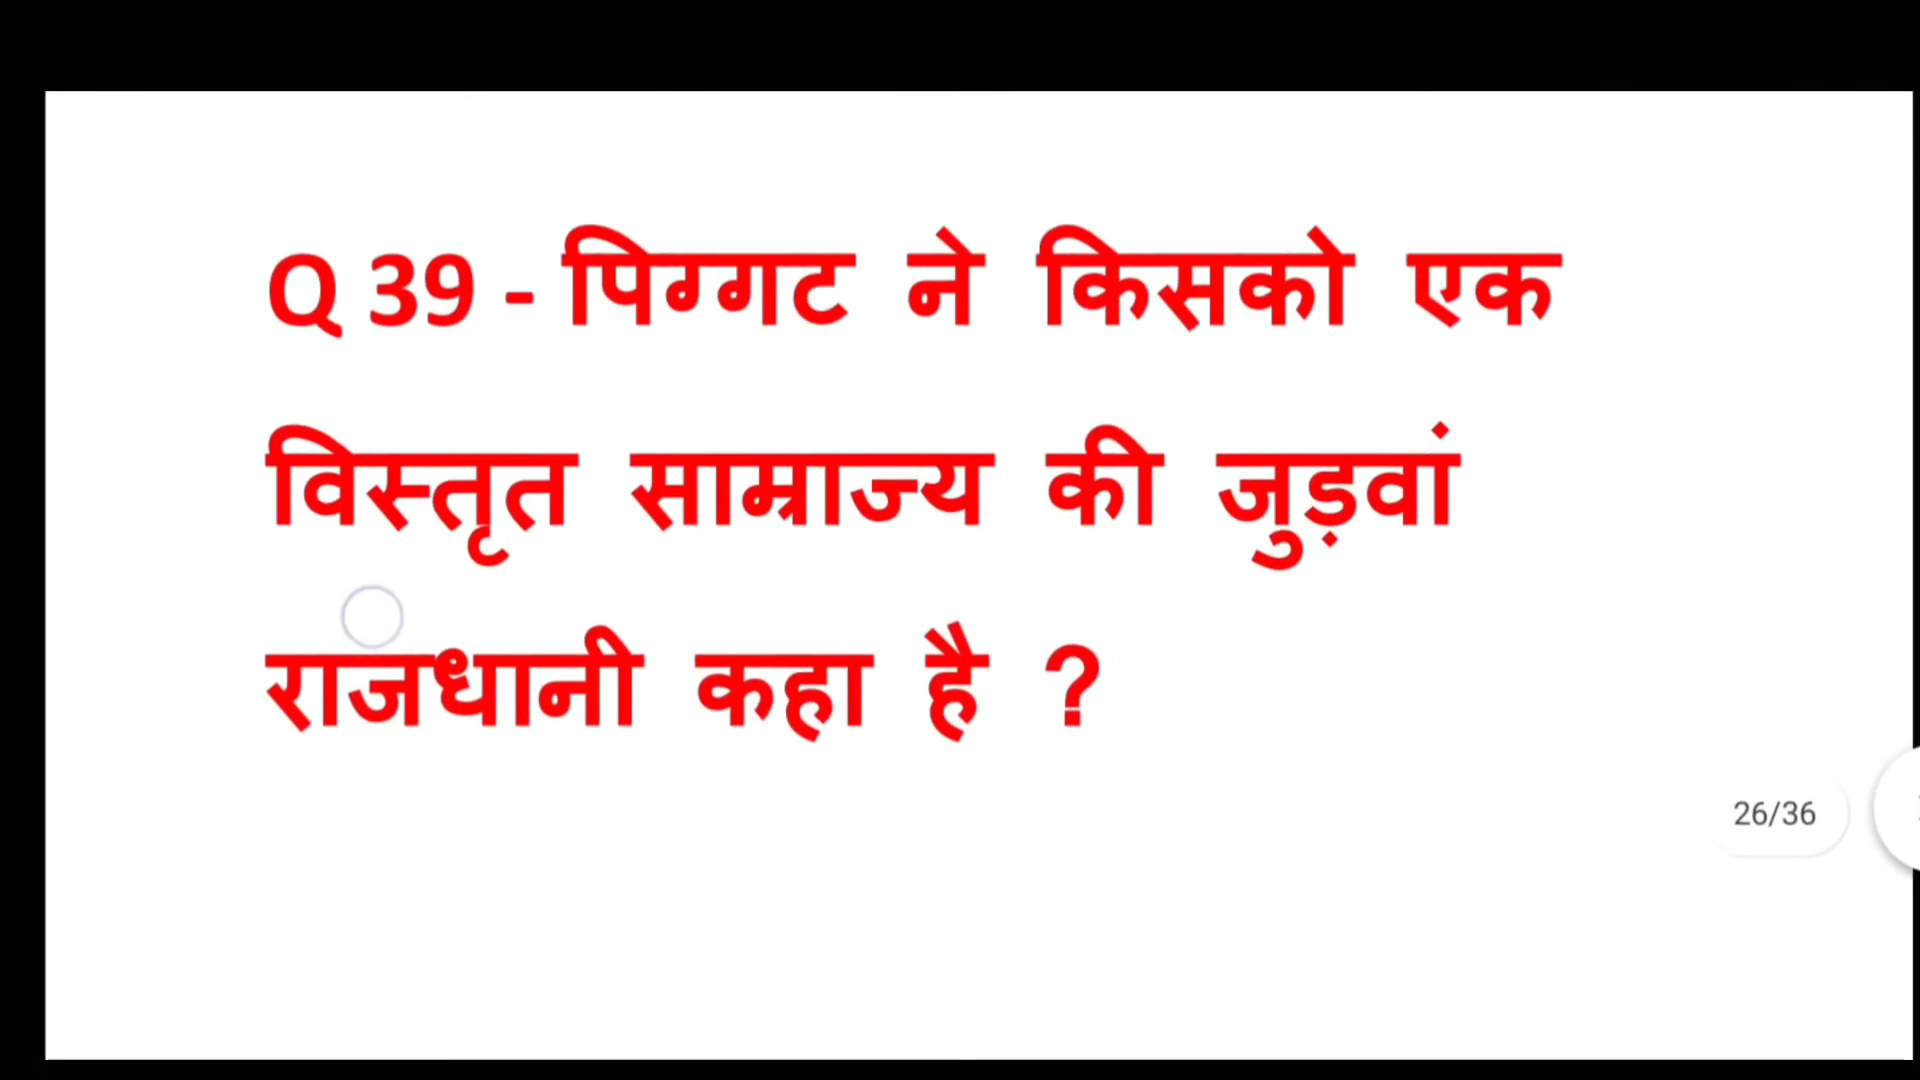 Q 39 - पिग्गट ने किसको एक
विस्तृत साम्राज्य की जुड़वां
राजधानी कहा है ?
26/36